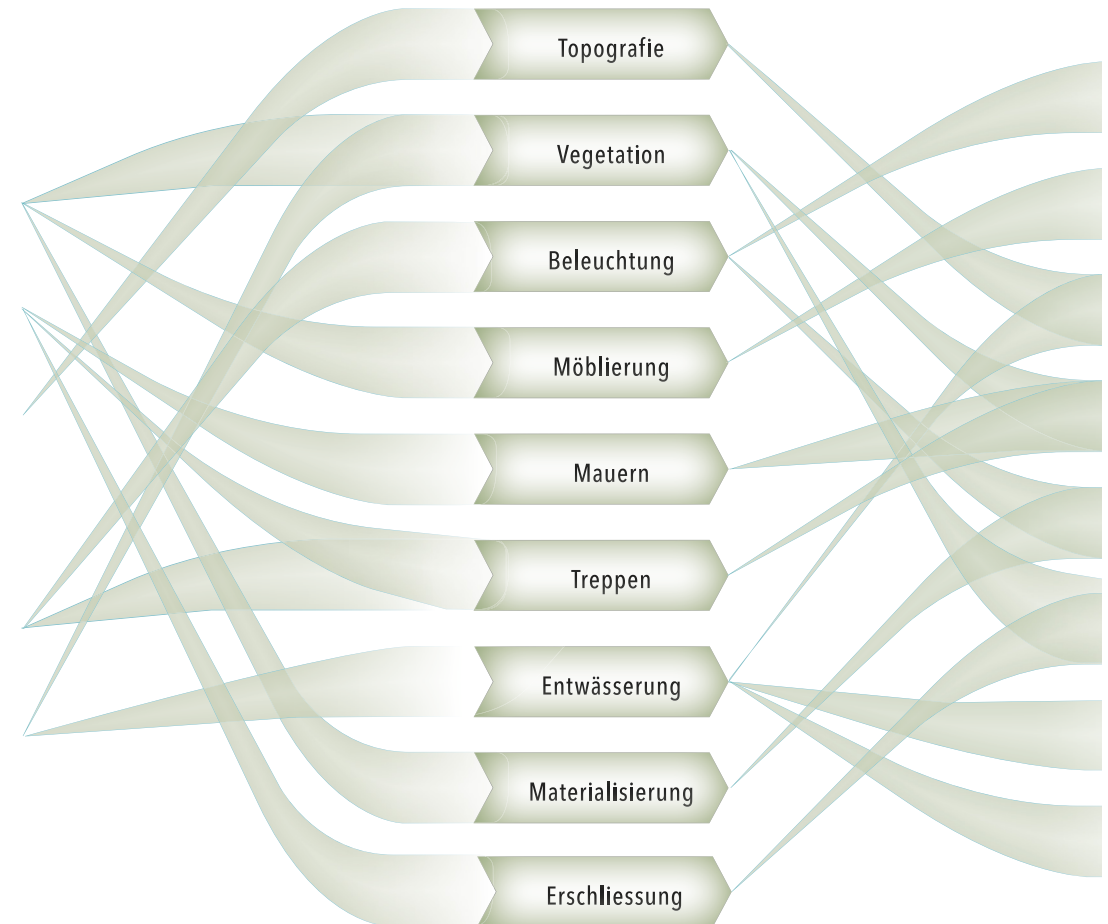 Topografie
Vegetation
Beleuchtung
Möblierung
Mauern
Treppen
Entwässerung
Materialisierung
Erschliessung